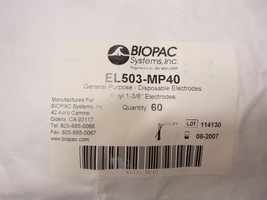 BIOPAC
Systems, Inc.
EL503-MP40
General Purpose - Disposable Electrodes
Vinyl 1-3/8" Electrodes
Manufactured For:
BIOPAC Systems, Inc.
42 Aero Camino
Goleta, CA 93117
Tel: 805-685-0066
Fax: 805-685-0067
www.biopac.com
Quantity 60
LOT 114130
08-2007